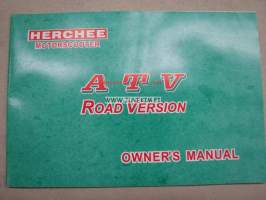 HERCHEE
MOTORSCOOTER
ATV
ROAD VERSION
OWNER'S MANUAL